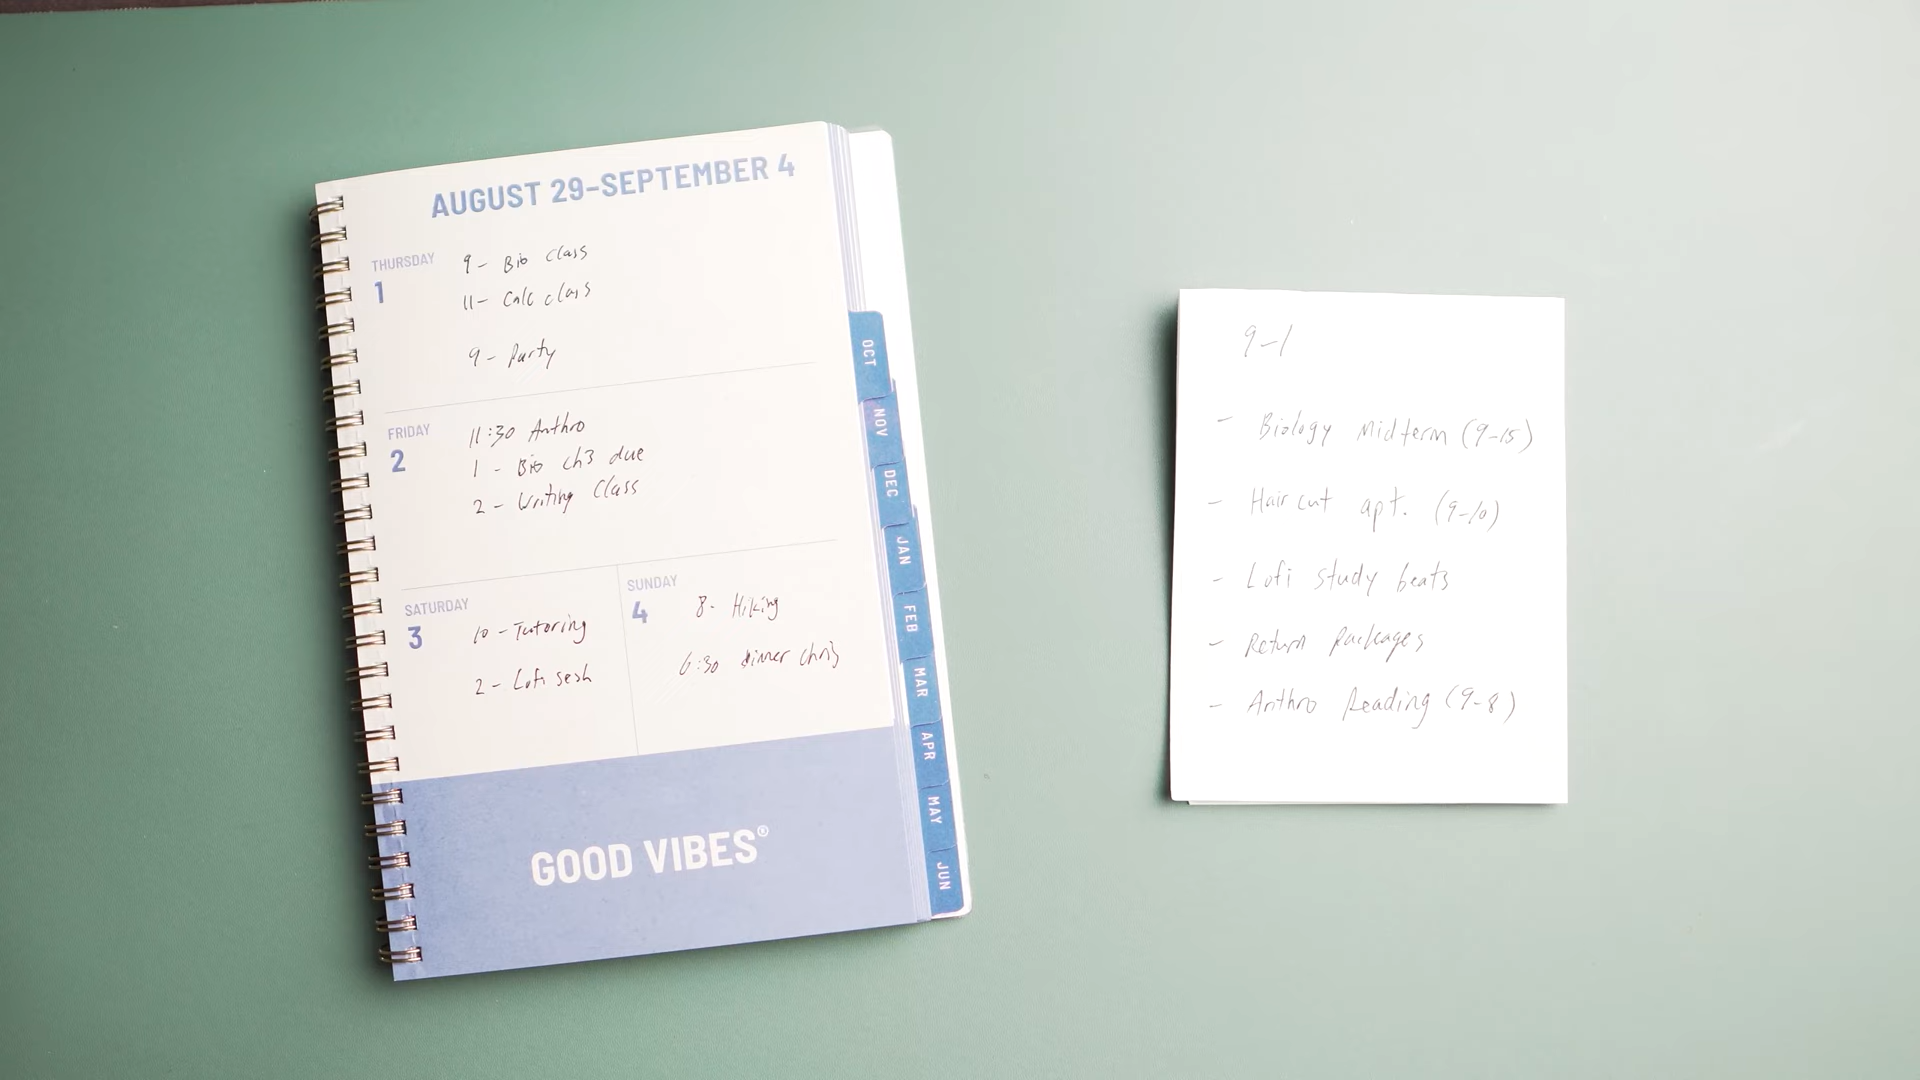 AUGUST 29-SEPTEMBER 4
THURSDAY
1
9 - Bio class
11 - Calc class
9 - Party
FRIDAY
2
11:30 Anthro
1 - Bio ch3 due
2 - Writing Class
SATURDAY
3
10 - Tutoring
2 - Lofi sesh
SUNDAY
4
8 - Hiking
6:30 dinner chris
GOOD VIBES®
OCT
NOV
DEC
JAN
FEB
MAR
APR
MAY
JUN
9-1
- Biology Midterm (9-15)
- Hair cut apt. (9-10)
- Lofi study beats
- Return Packages
- Anthro Reading (9-8)